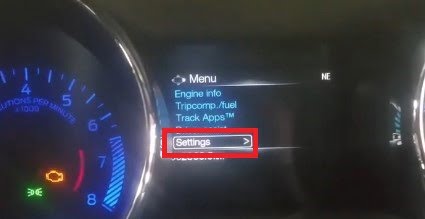 Menu
NE
Engine info
Tripcomp./fuel
Track Apps™
Settings >
4
5
6
7
8
x1000